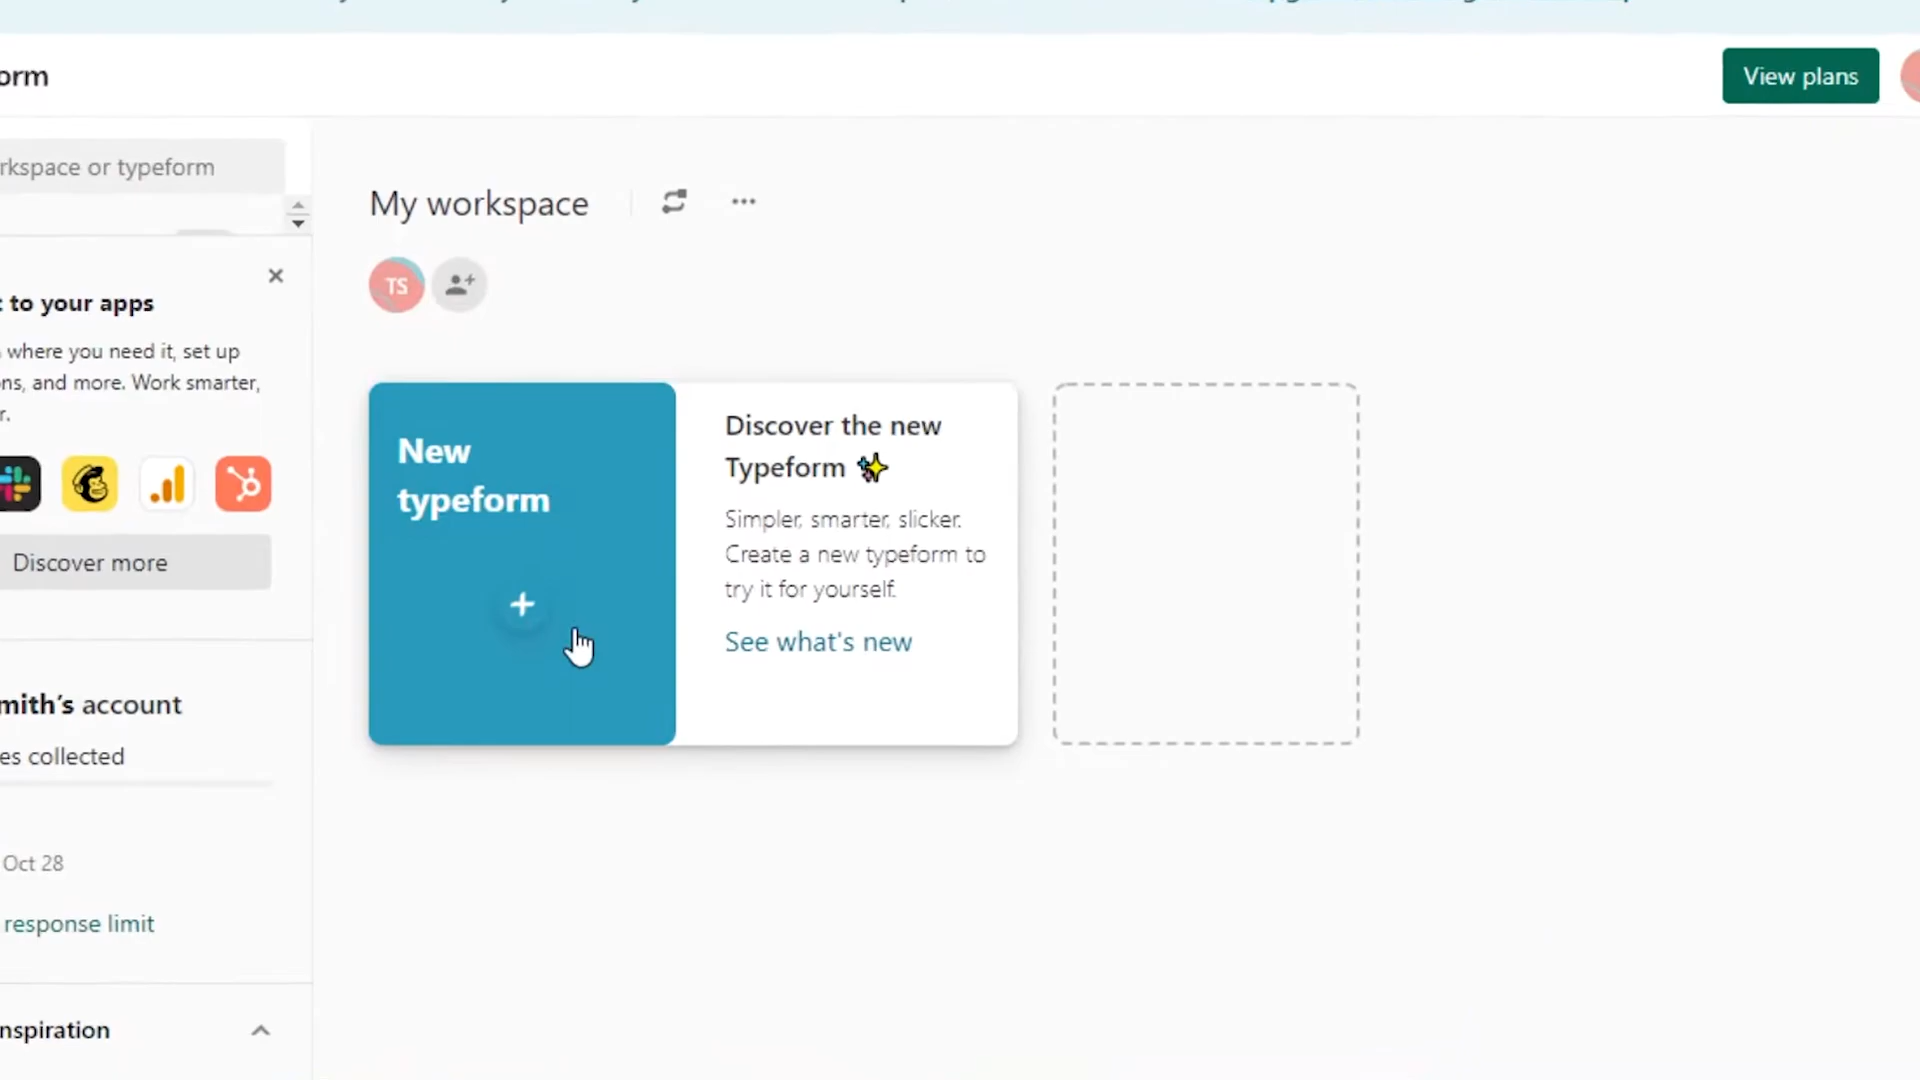 orm
View plans
rkspace or typeform
My workspace
TS
to your apps
where you need it, set up
ns, and more. Work smarter,
r.
Discover more
New
typeform
Discover the new
Typeform
Simpler, smarter, slicker.
Create a new typeform to
try it for yourself.
See what's new
mith's account
es collected
Oct 28
response limit
nspiration